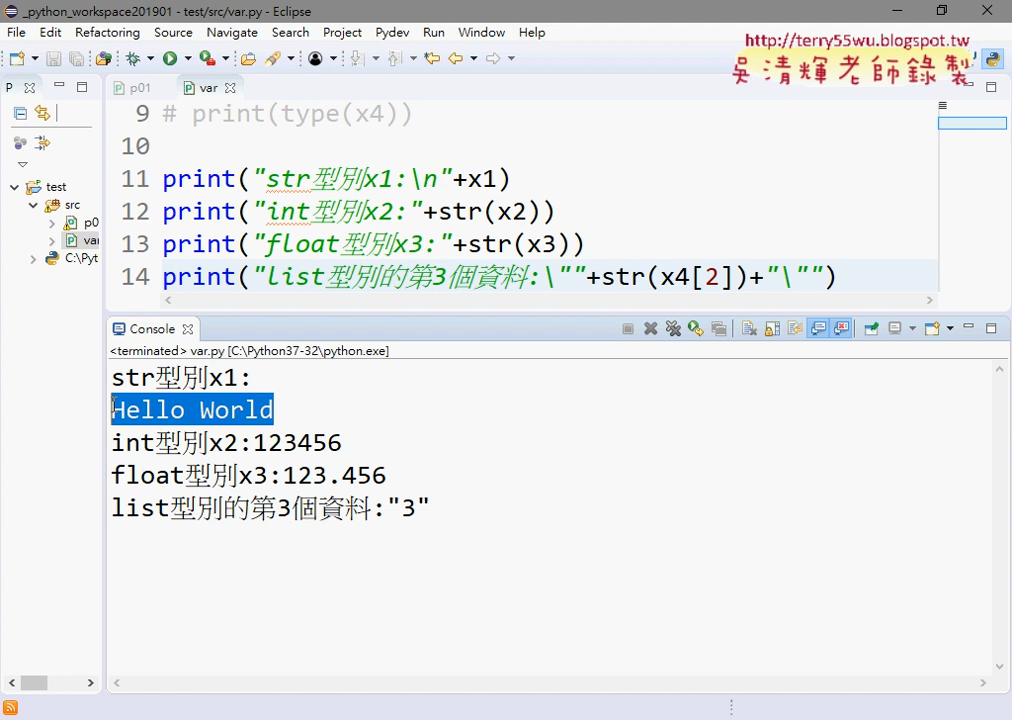 _python_workspace201901 - test/src/var.py - Eclipse
File Edit Refactoring Source Navigate Search Project Pydev Run Window Help
http://terry55wu.blogspot.tw
吳清輝老師錄製
P
p01
var
test
src
p0
va
C:\Pyt
9 # print(type(x4))
10
11 print("str型別x1:\n"+x1)
12 print("int型別x2:"+str(x2))
13 print("float型別x3:"+str(x3))
14 print("list型別的第3個資料:\""+str(x4[2])+"\"")
Console
<terminated> var.py [C:\Python37-32\python.exe]
str型別x1:
Hello World
int型別x2:123456
float型別x3:123.456
list型別的第3個資料:"3"